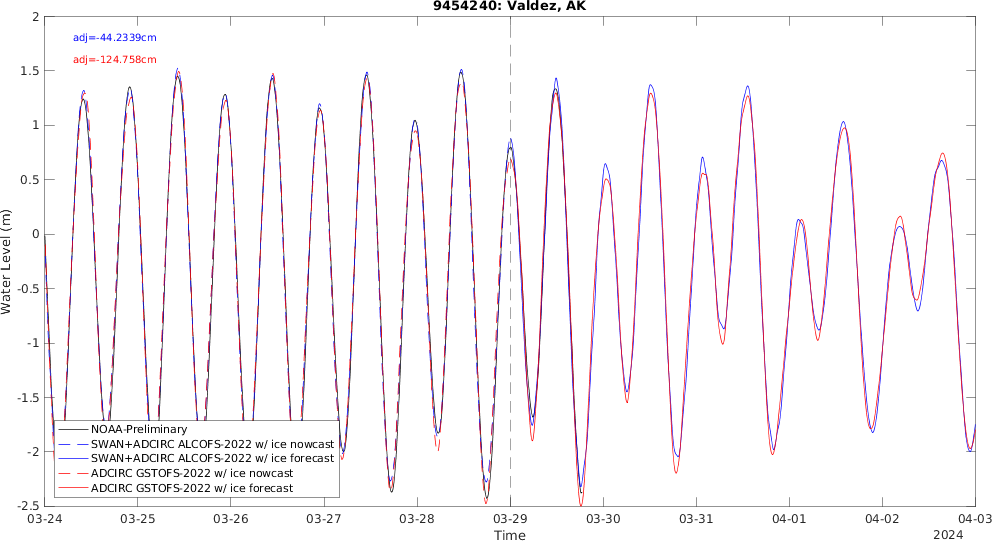 9454240: Valdez, AK
adj=-44.2339cm
adj=-124.758cm
Water Level (m)
2
1.5
1
0.5
0
-0.5
-1
-1.5
-2
-2.5
NOAA-Preliminary
SWAN+ADCIRC ALCOFS-2022 w/ ice nowcast
SWAN+ADCIRC ALCOFS-2022 w/ ice forecast
ADCIRC GSTOFS-2022 w/ ice nowcast
ADCIRC GSTOFS-2022 w/ ice forecast
03-24 03-25 03-26 03-27 03-28 03-29 03-30 03-31 04-01 04-02 04-03
Time
2024